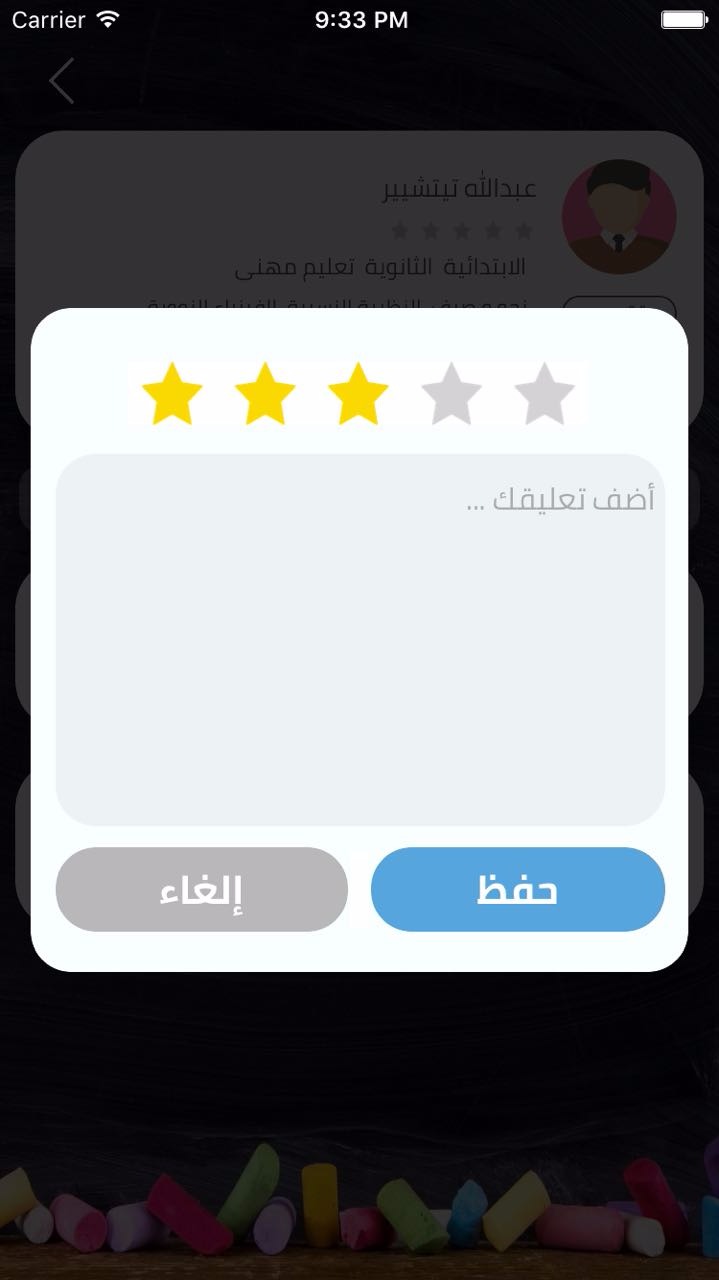 Carrier 9:33 PM
عبدالله تيتشيير
الابتدائية الثانوية تعليم مهنى
أضف تعليقك ...
حفظ
إلغاء